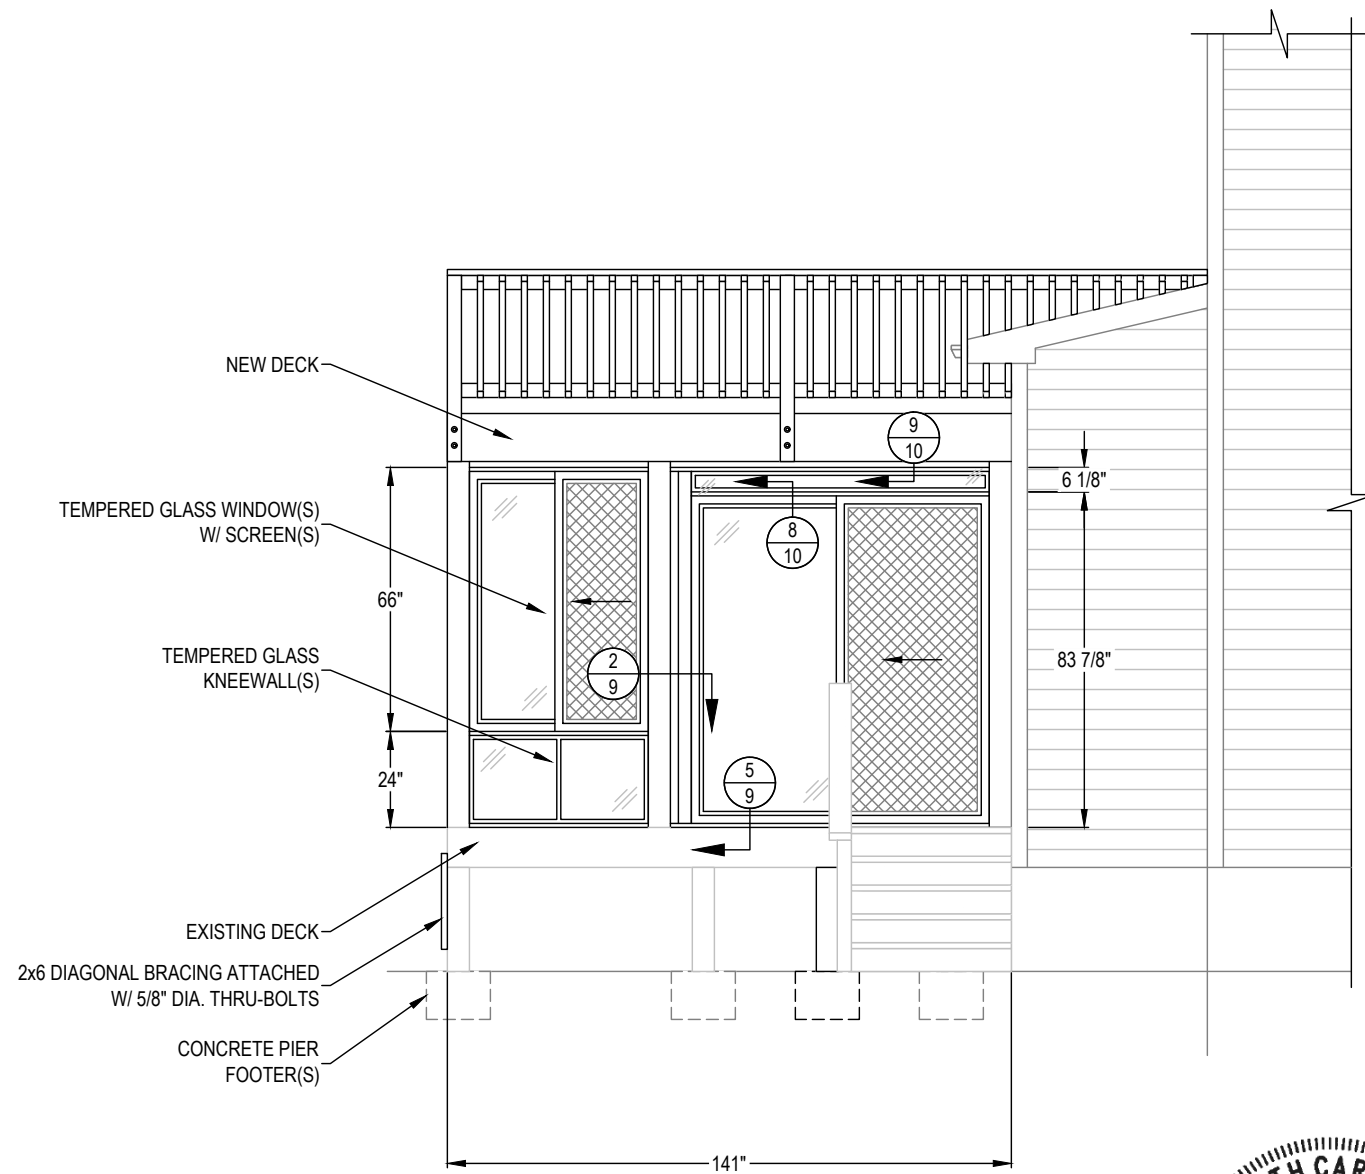 NEW DECK
9
10
6 1/8"
TEMPERED GLASS WINDOW(S)
W/ SCREEN(S)
8
10
66"
TEMPERED GLASS
KNEEWALL(S)
2
9
83 7/8"
24"
5
9
EXISTING DECK
2x6 DIAGONAL BRACING ATTACHED
W/ 5/8" DIA. THRU-BOLTS
CONCRETE PIER
FOOTER(S)
141"
TH CAR